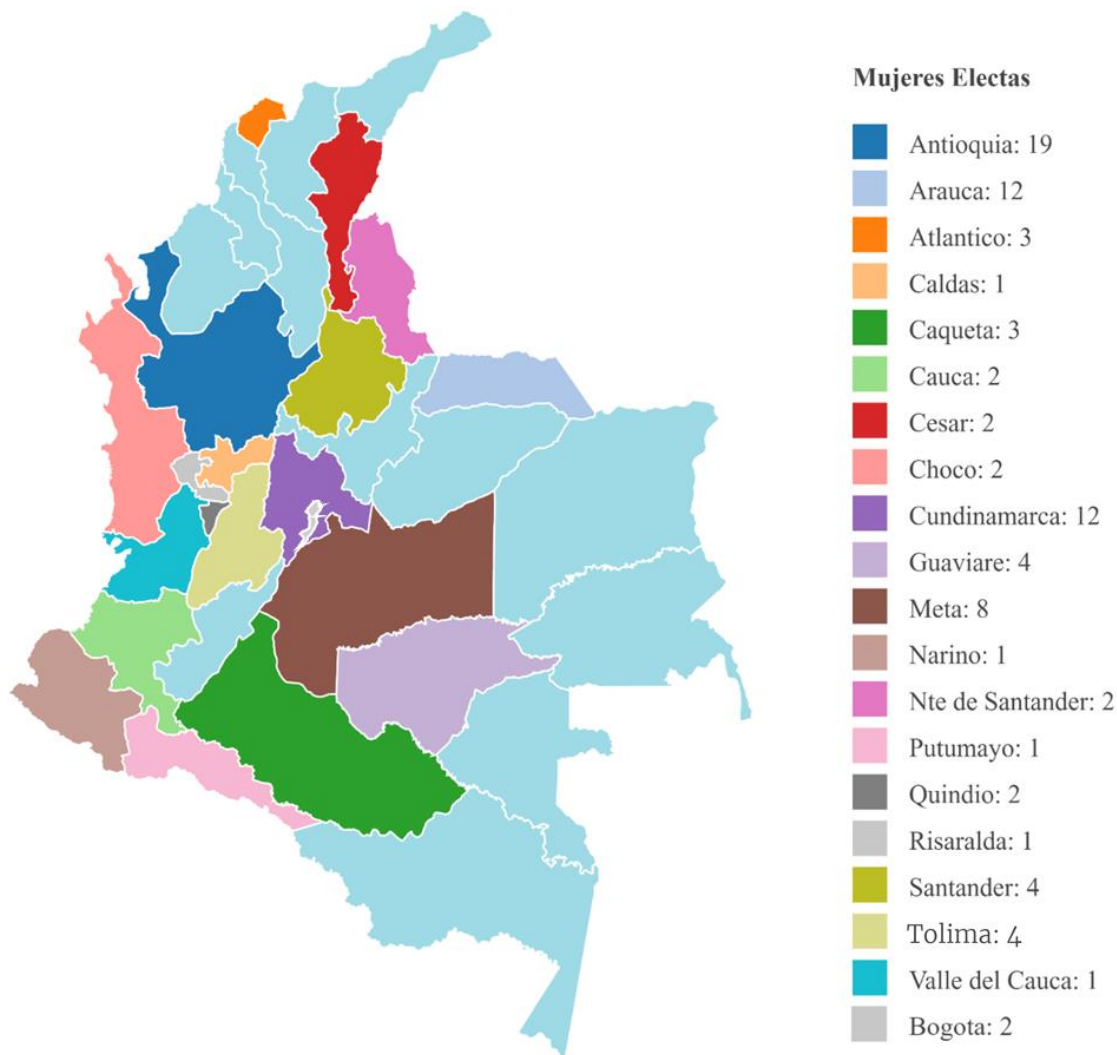 Mujeres Electas
Antioquia: 19
Arauca: 12
Atlantico: 3
Caldas: 1
Caqueta: 3
Cauca: 2
Cesar: 2
Choco: 2
Cundinamarca: 12
Guaviare: 4
Meta: 8
Narino: 1
Nte de Santander: 2
Putumayo: 1
Quindio: 2
Risaralda: 1
Santander: 4
Tolima: 4
Valle del Cauca: 1
Bogota: 2